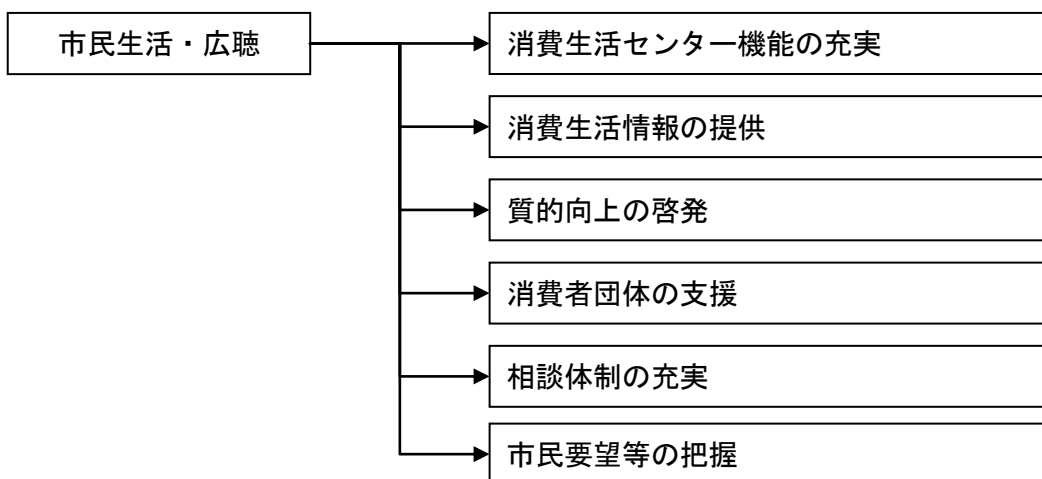 市民生活・広聴
消費生活センター機能の充実
消費生活情報の提供
質的向上の啓発
消費者団体の支援
相談体制の充実
市民要望等の把握